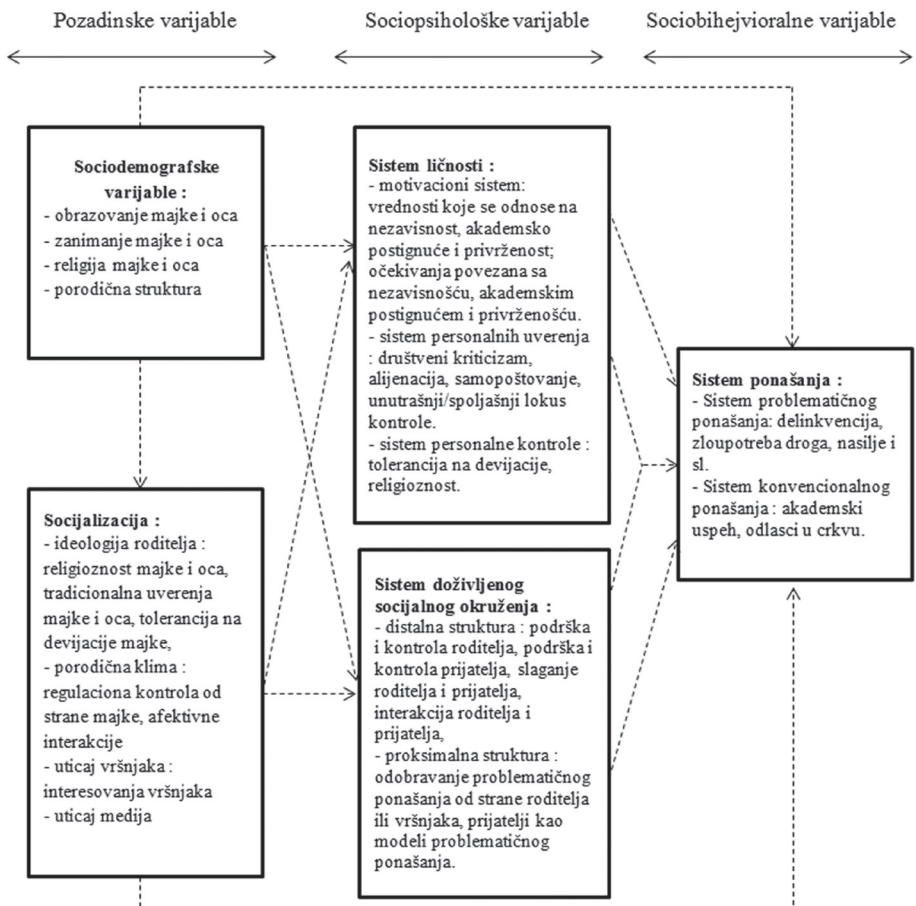 Pozadinske varijable
Sociopsihološke varijable
Sociobihejvioralne varijable
Sociodemografske
varijable :
- obrazovanje majke i oca
- zanimanje majke i oca
- religija majke i oca
- porodična struktura
Socijalizacija :
- ideologija roditelja :
religioznost majke i oca,
tradicionalna uverenja
majke i oca, tolerancija na
devijacije majke,
- porodična klima :
regulaciona kontrola od
strane majke, afektivne
interakcije
- uticaj vršnjaka :
interesovanja vršnjaka
- uticaj medija
Sistem ličnosti :
- motivacioni sistem:
vrednosti koje se odnose na
nezavisnost, akademsko
postignuće i privrženost;
očekivanja povezana sa
nezavisnošću, akademskim
postignućem i privrženošću.
- sistem personalnih uverenja
: društveni kriticizam,
alijenacija, samopoštovanje,
unutrašnji/spoljašnji lokus
kontrole.
- sistem personalne kontrole :
tolerancija na devijacije,
religioznost.
Sistem doživljenog
socijalnog okruženja :
- distalna struktura : podrška
i kontrola roditelja, podrška i
kontrola prijatelja, slaganje
roditelja i prijatelja,
interakcija roditelja i
prijatelja,
- proksimalna struktura :
odobravanje problematičnog
ponašanja od strane roditelja
ili vršnjaka, prijatelji kao
modeli problematičnog
ponašanja.
Sistem ponašanja :
- Sistem problematičnog
ponašanja: delinkvencija,
zloupotreba droga, nasilje i
sl.
- Sistem konvencionalnog
ponašanja : akademski
uspeh, odlasci u crkvu.